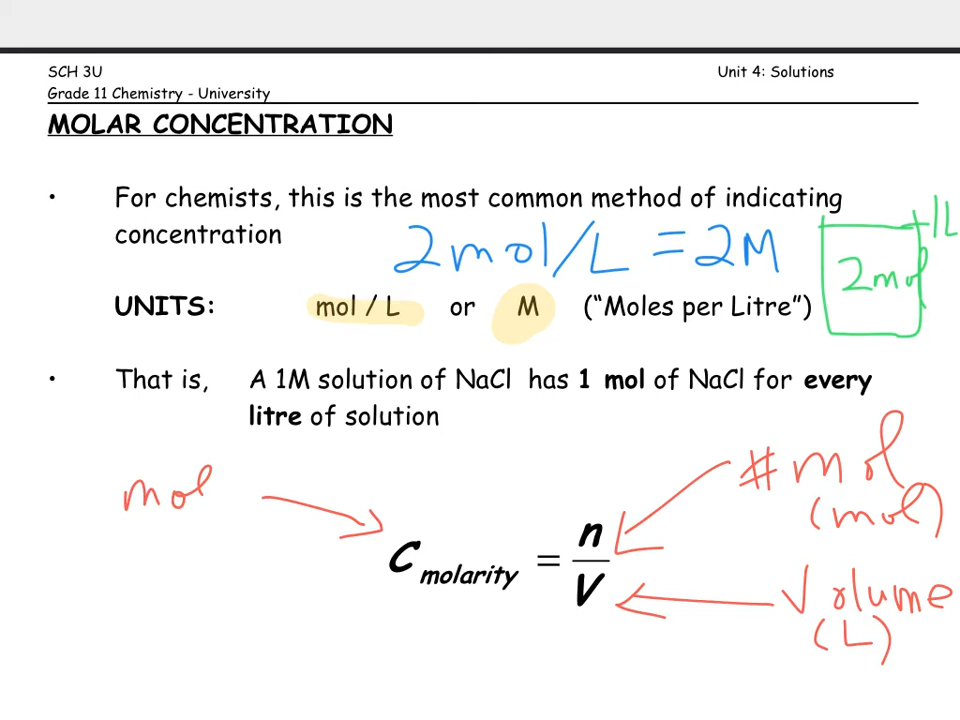 SCH 3U Unit 4: Solutions
Grade 11 Chemistry - University
MOLAR CONCENTRATION
• For chemists, this is the most common method of indicating
concentration
2mol/L = 2M
1L
2mol
UNITS: mol / L or M (“Moles per Litre”)
• That is, A 1M solution of NaCl has 1 mol of NaCl for every
litre of solution
mol
# mol
(mol)
C molarity = n
V
Volume
(L)